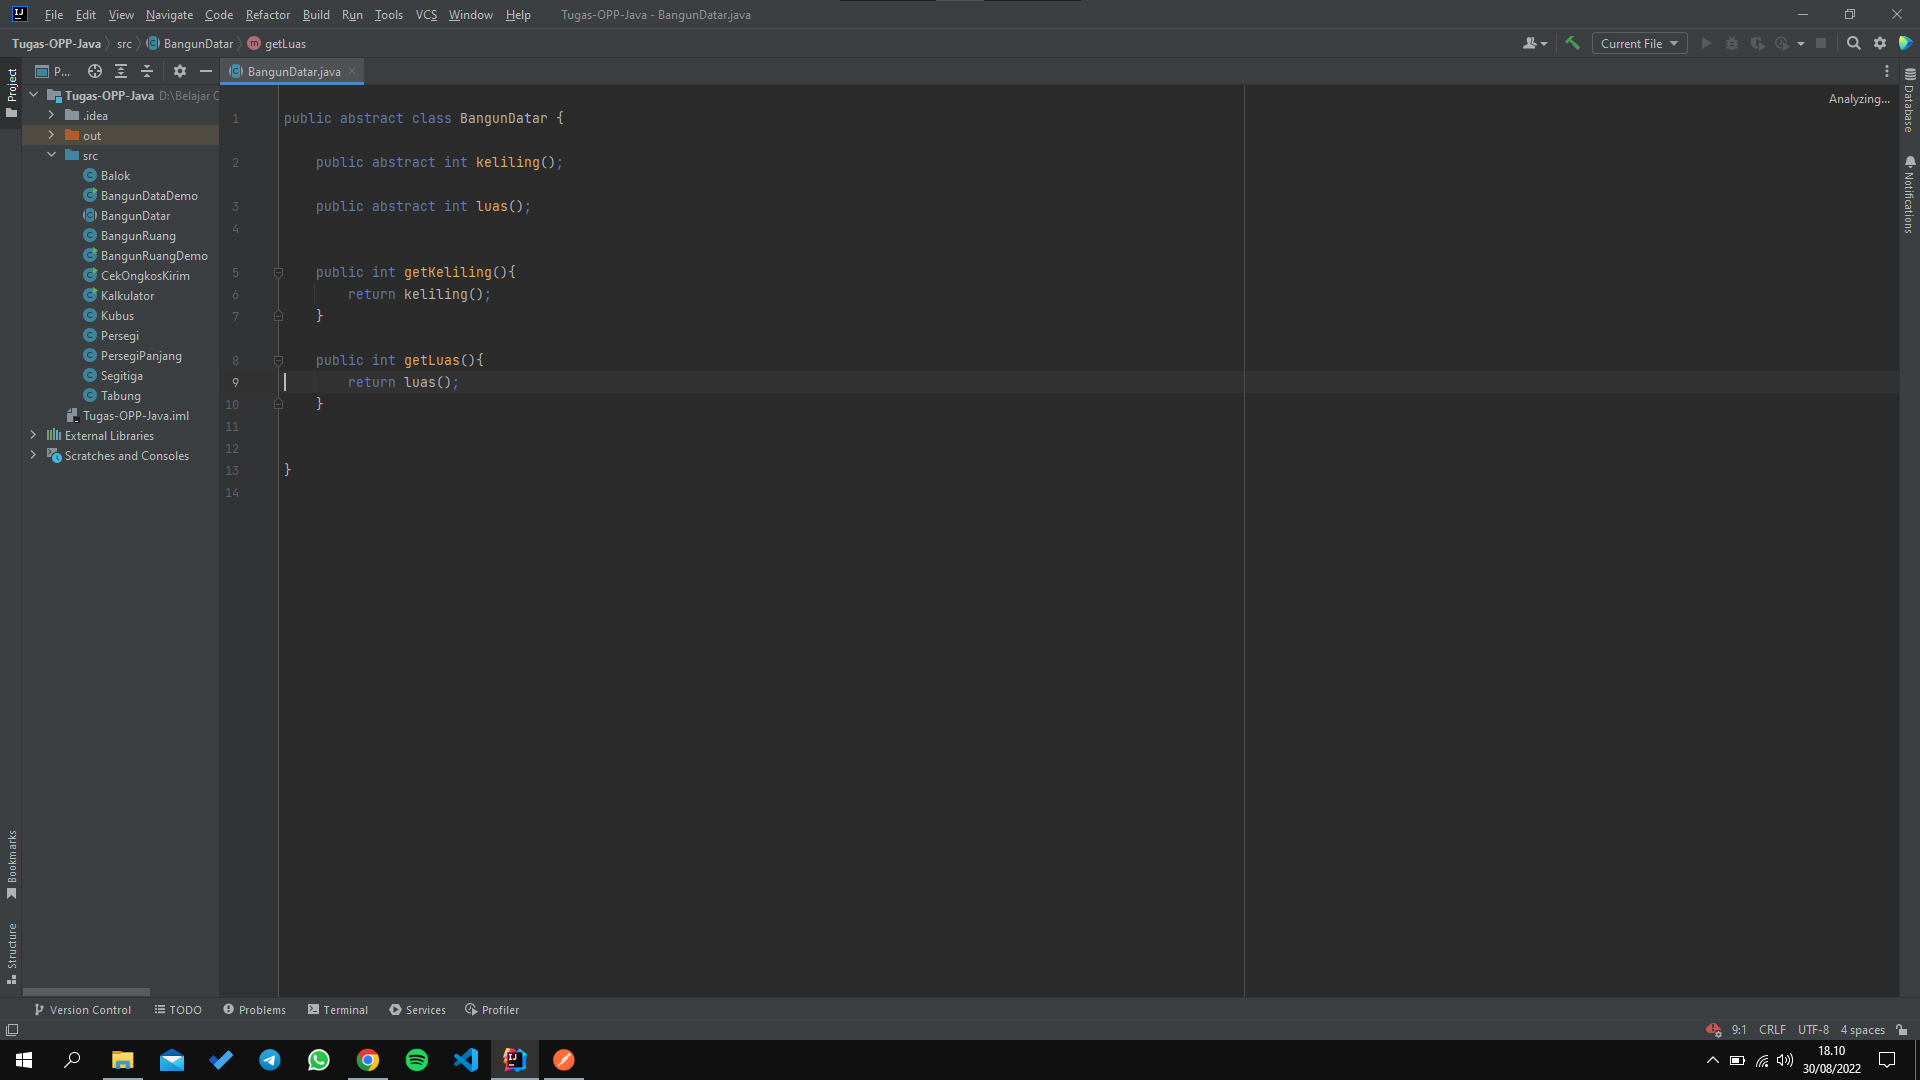 File Edit View Navigate Code Refactor Build Run Tools VCS Window Help Tugas-OPP-Java - BangunDatar.java
Tugas-OPP-Java src BangunDatar getLuas
Current File
Project
P...
BangunDatar.java
Tugas-OPP-Java D:\Belajar C
.idea
out
src
Balok
BangunDataDemo
BangunDatar
BangunRuang
BangunRuangDemo
CekOngkosKirim
Kalkulator
Kubus
Persegi
PersegiPanjang
Segitiga
Tabung
Tugas-OPP-Java.iml
External Libraries
Scratches and Consoles
Analyzing...
1 public abstract class BangunDatar {
2 public abstract int keliling();
3 public abstract int luas();
4
5 public int getKeliling(){
6 return keliling();
7 }
8 public int getLuas(){
9 return luas();
10 }
11
12
13 }
14
Database
Notifications
Bookmarks
Structure
Version Control TODO Problems Terminal Services Profiler
9:1 CRLF UTF-8 4 spaces
18.10
30/08/2022